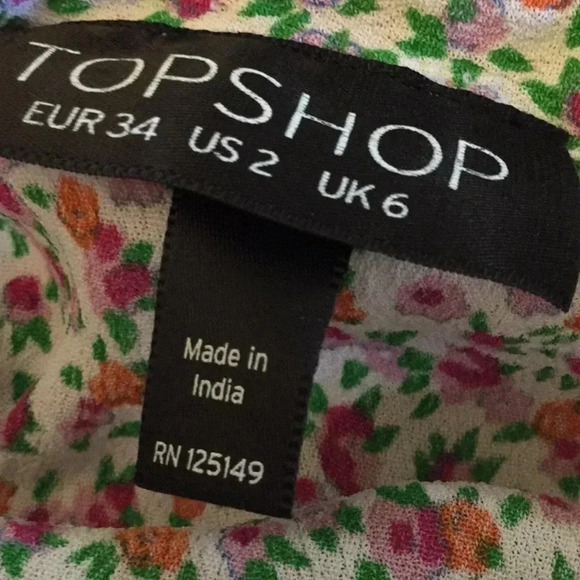 TOPSHOP
EUR 34 US 2 UK 6
Made in
India
RN 125149